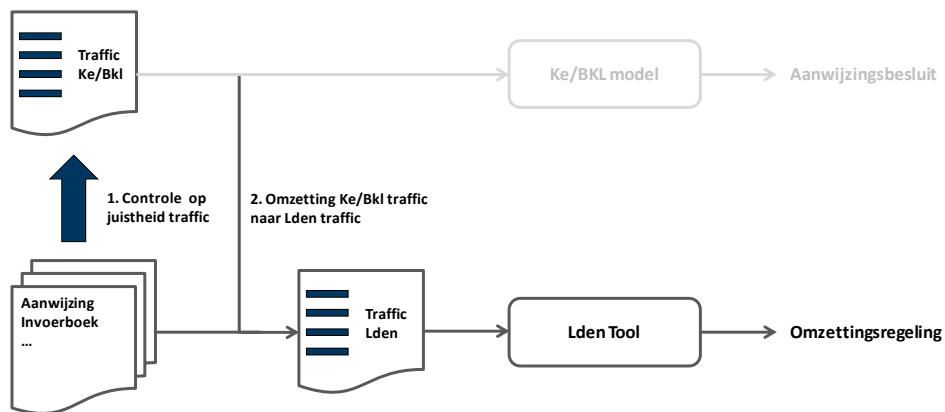 Traffic
Ke/Bkl
Ke/BKL model
Aanwijzingsbesluit
1. Controle op
juistheid traffic
2. Omzetting Ke/Bkl traffic
naar Lden traffic
Aanwijzing
Invoerboek
...
Traffic
Lden
Lden Tool
Omzettingsregeling